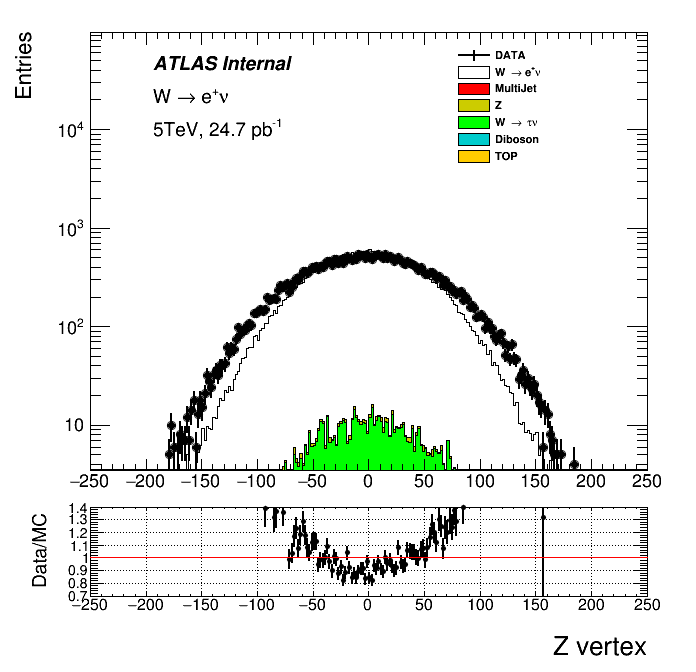 Entries
ATLAS Internal
W → e⁺ν
5TeV, 24.7 pb⁻¹
DATA
W → e⁺ν
MultiJet
Z
W → τν
Diboson
TOP
10⁴
10³
10²
10
−250 −200 −150 −100 −50 0 50 100 150 200 250
Data/MC
1.4
1.3
1.2
1.1
1
0.9
0.8
0.7
−250 −200 −150 −100 −50 0 50 100 150 200 250
Z vertex